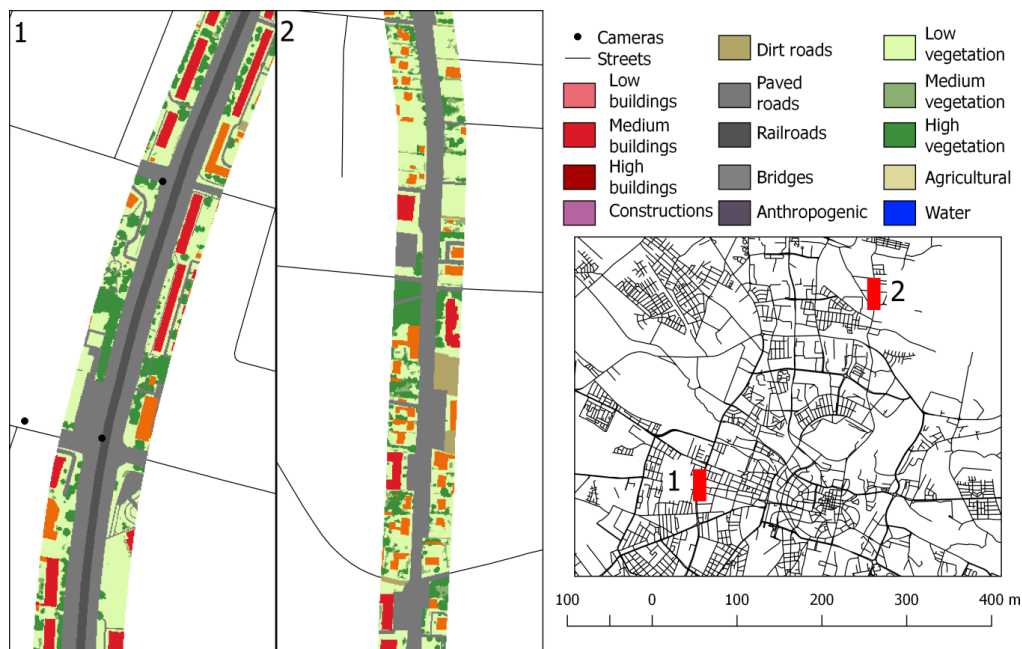 1
2
Cameras
Streets
Low
buildings
Medium
buildings
High
buildings
Constructions
Dirt roads
Paved
roads
Railroads
Bridges
Anthropogenic
Low
vegetation
Medium
vegetation
High
vegetation
Agricultural
Water
2
1
100 0 100 200 300 400 m